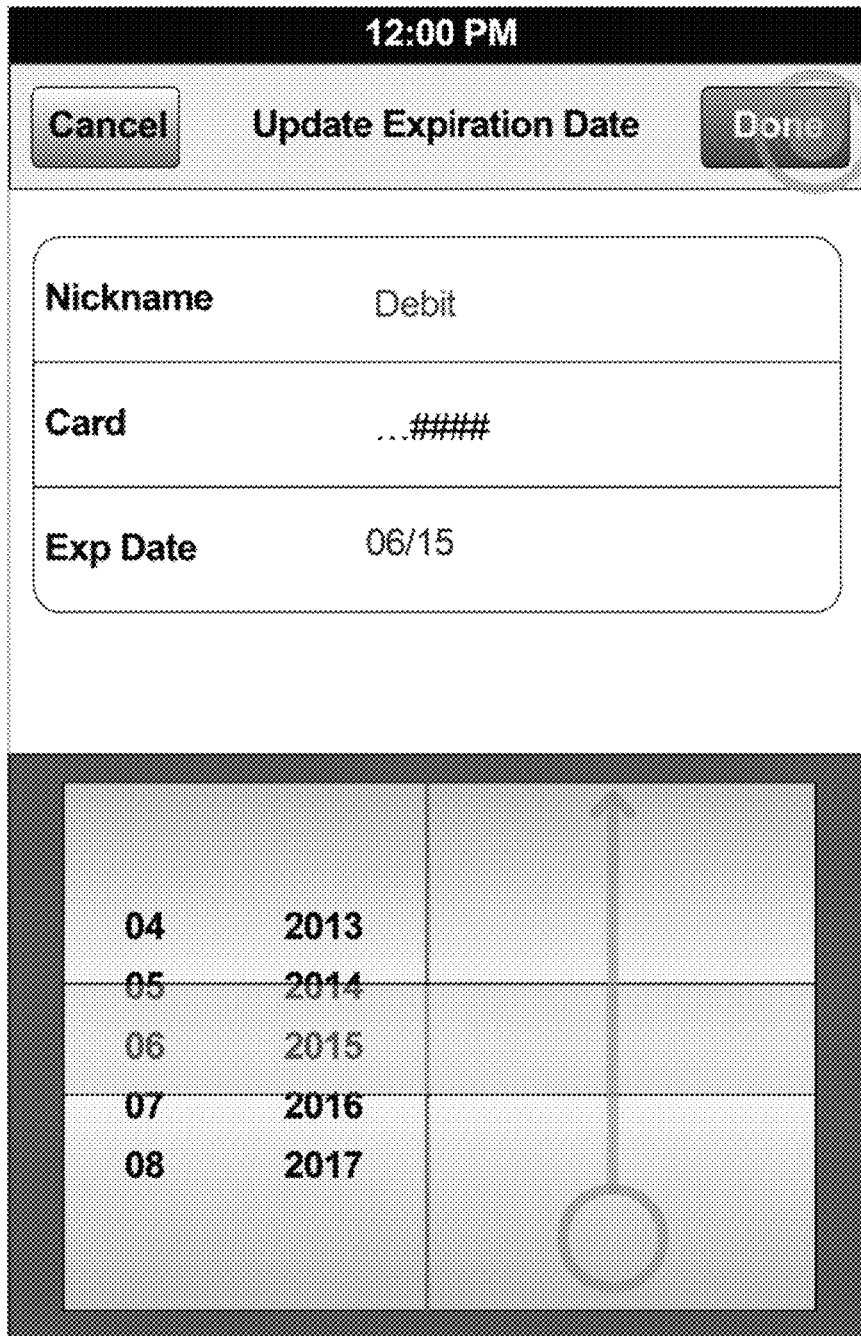 12:00 PM
Cancel Update Expiration Date Done
Nickname Debit
Card ...####
Exp Date 06/15
04 2013
05 2014
06 2015
07 2016
08 2017